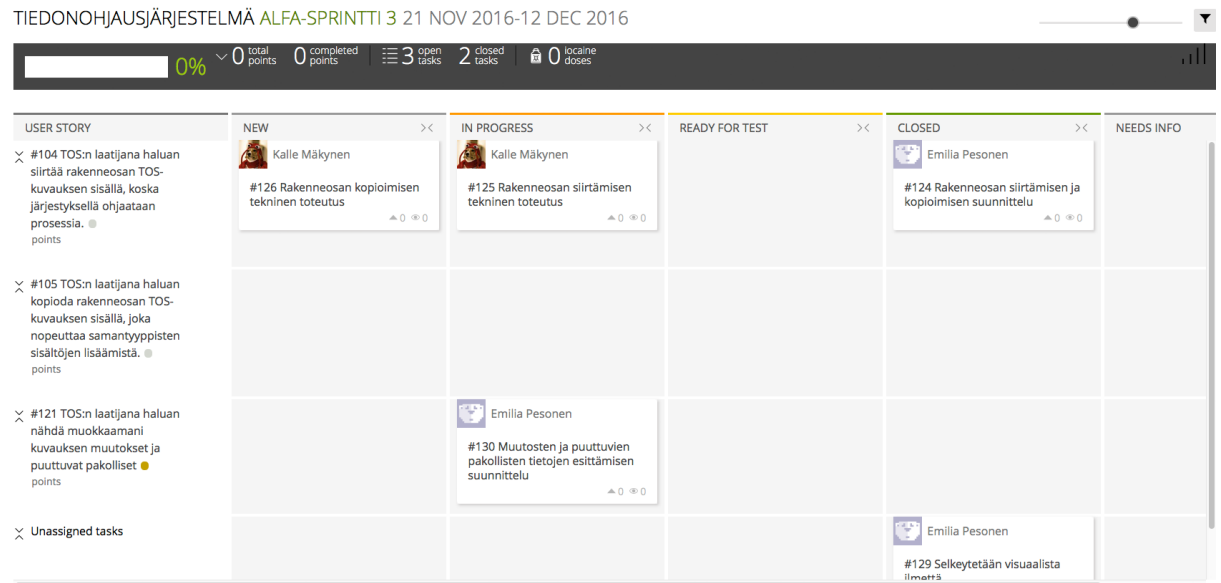 TIEDONOHJAUSJÄRJESTELMÄ ALFA-SPRINTTI 3 21 NOV 2016-12 DEC 2016
0% 0 total points 0 completed points 3 open tasks 2 closed tasks 0 locaine doses
USER STORY NEW IN PROGRESS READY FOR TEST CLOSED NEEDS INFO
#104 TOS:n laatijana haluan
siirtää rakenneosan TOS-
kuvauksen sisällä, koska
järjestyksellä ohjaataan
prosessia.
points
Kalle Mäkynen
#126 Rakenneosan kopioimisen
tekninen toteutus
0 0
Kalle Mäkynen
#125 Rakenneosan siirtämisen
tekninen toteutus
0 0
Emilia Pesonen
#124 Rakenneosan siirtämisen ja
kopioimisen suunnittelu
0 0
#105 TOS:n laatijana haluan
kopioda rakenneosan TOS-
kuvauksen sisällä, joka
nopeuttaa samantyyppisten
sisältöjen lisäämistä.
points
#121 TOS:n laatijana haluan
nähdä muokkaamani
kuvauksen muutokset ja
puuttuvat pakolliset
points
Emilia Pesonen
#130 Muutosten ja puuttuvien
pakollisten tietojen esittämisen
suunnittelu
0 0
Unassigned tasks
Emilia Pesonen
#129 Selkeytetään visuaalista
ilmettä